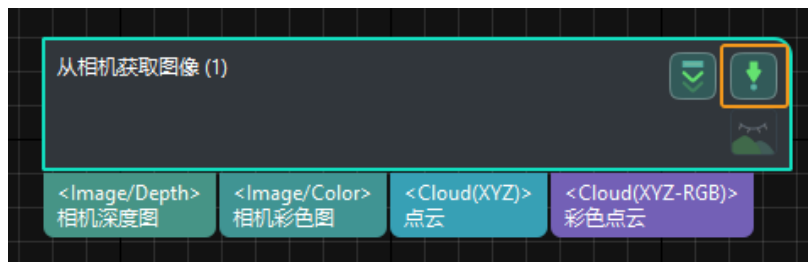 从相机获取图像 (1)
<Image/Depth>
相机深度图
<Image/Color>
相机彩色图
<Cloud(XYZ)>
点云
<Cloud(XYZ-RGB)>
彩色点云